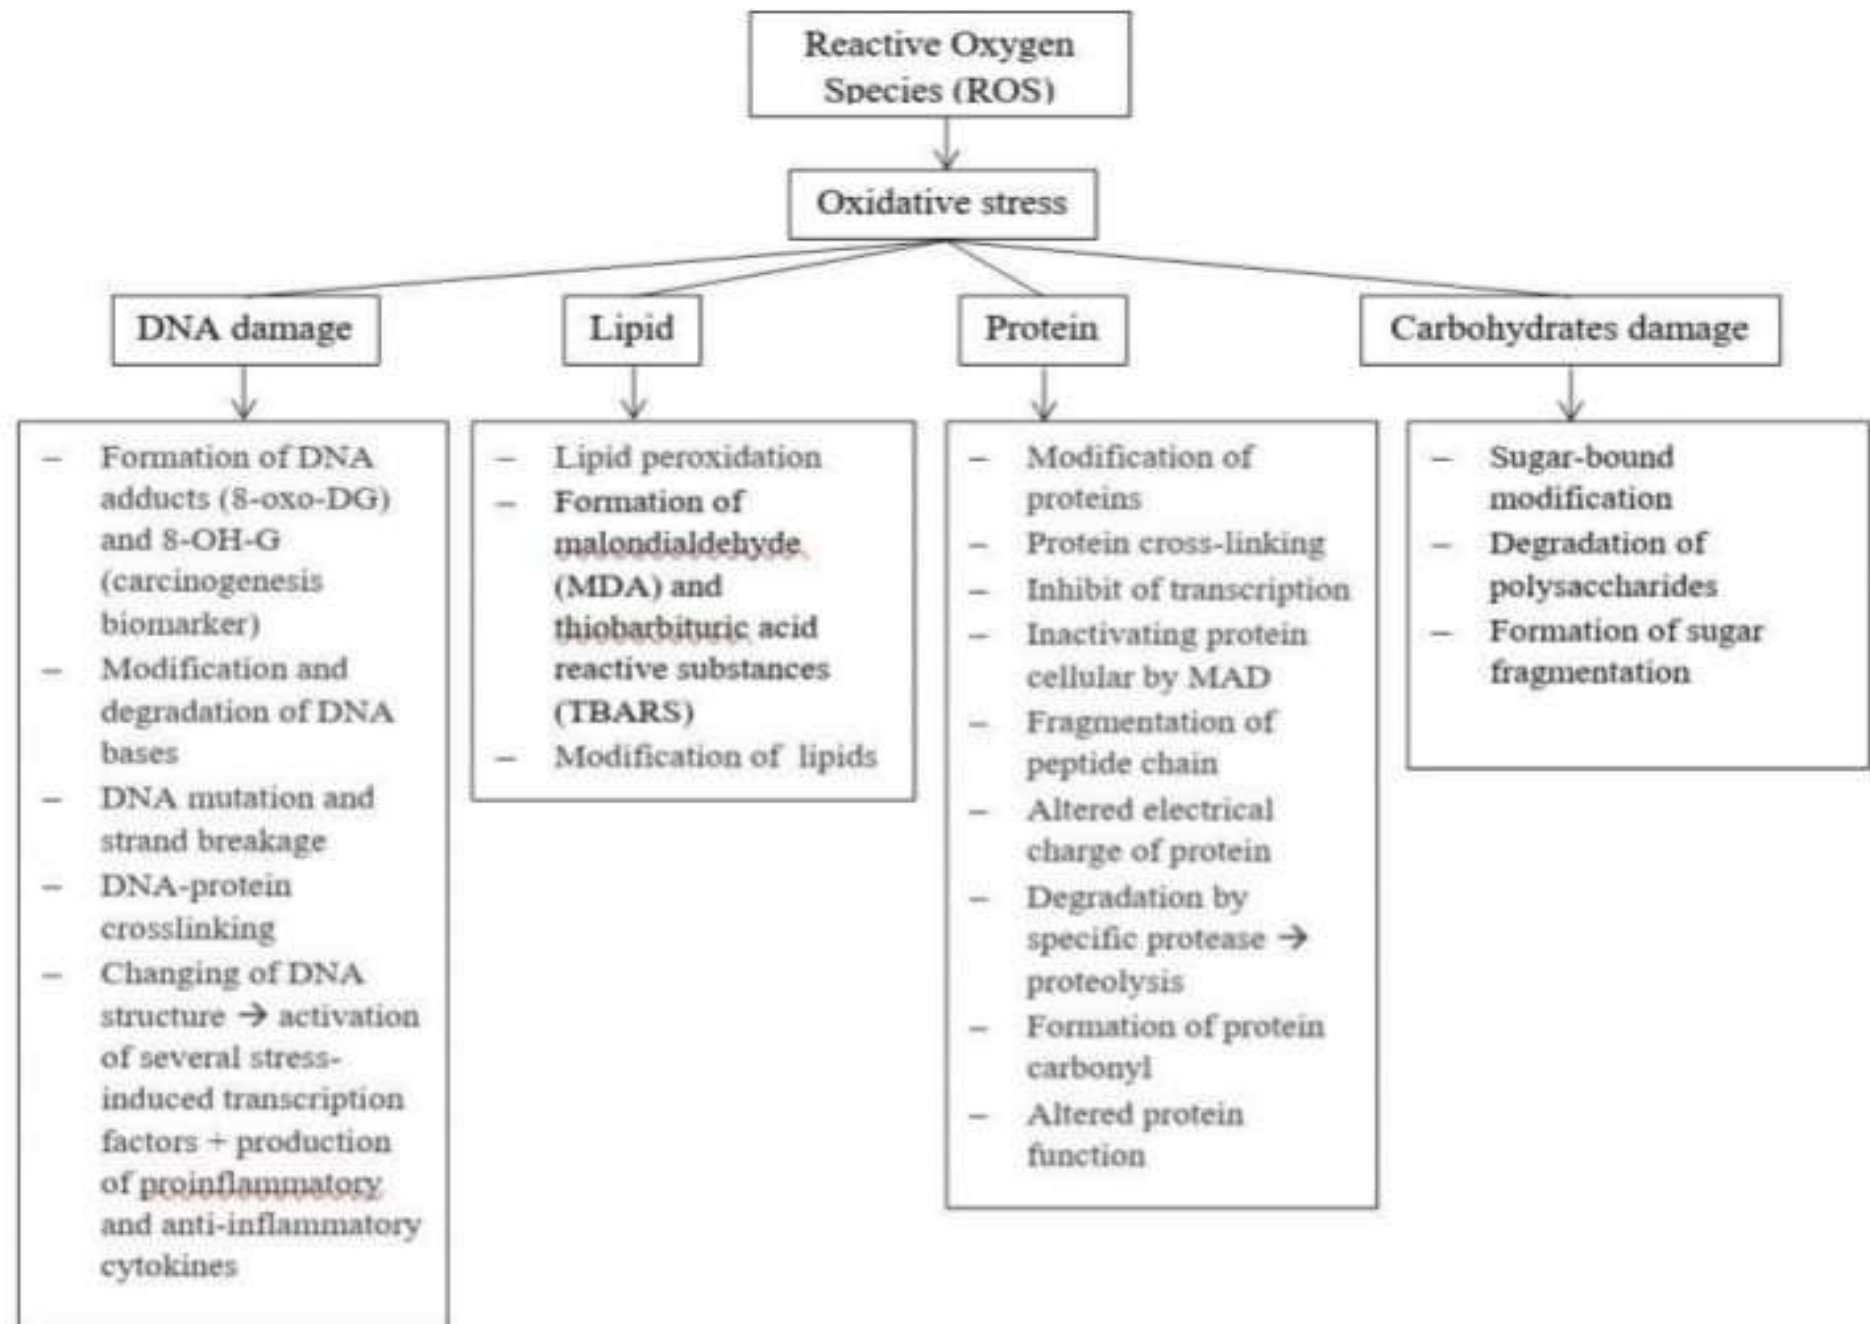 Reactive Oxygen
Species (ROS)
Oxidative stress
DNA damage
Lipid
Protein
Carbohydrates damage
– Formation of DNA
adducts (8-oxo-DG)
and 8-OH-G
(carcinogenesis
biomarker)
– Modification and
degradation of DNA
bases
– DNA mutation and
strand breakage
– DNA-protein
crosslinking
– Changing of DNA
structure → activation
of several stress-
induced transcription
factors + production
of proinflammatory
and anti-inflammatory
cytokines
– Lipid peroxidation
– Formation of
malondialdehyde
(MDA) and
thiobarbituric acid
reactive substances
(TBARS)
– Modification of lipids
– Modification of
proteins
– Protein cross-linking
– Inhibit of transcription
– Inactivating protein
cellular by MAD
– Fragmentation of
peptide chain
– Altered electrical
charge of protein
– Degradation by
specific protease →
proteolysis
– Formation of protein
carbonyl
– Altered protein
function
– Sugar-bound
modification
– Degradation of
polysaccharides
– Formation of sugar
fragmentation